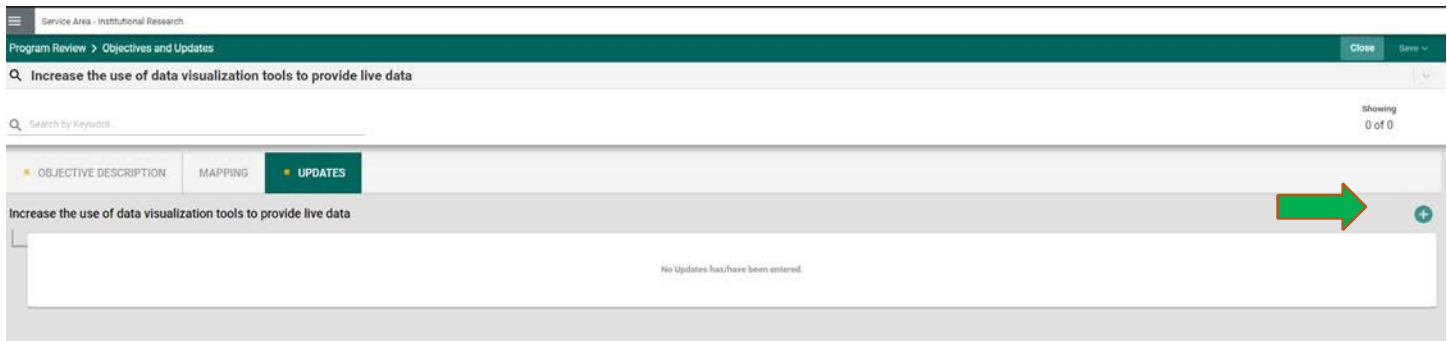 Service Area - Institutional Research
Program Review > Objectives and Updates
Close Save
Increase the use of data visualization tools to provide live data
Search by Keyword
Showing
0 of 0
OBJECTIVE DESCRIPTION MAPPING UPDATES
Increase the use of data visualization tools to provide live data
No Updates has/have been entered.